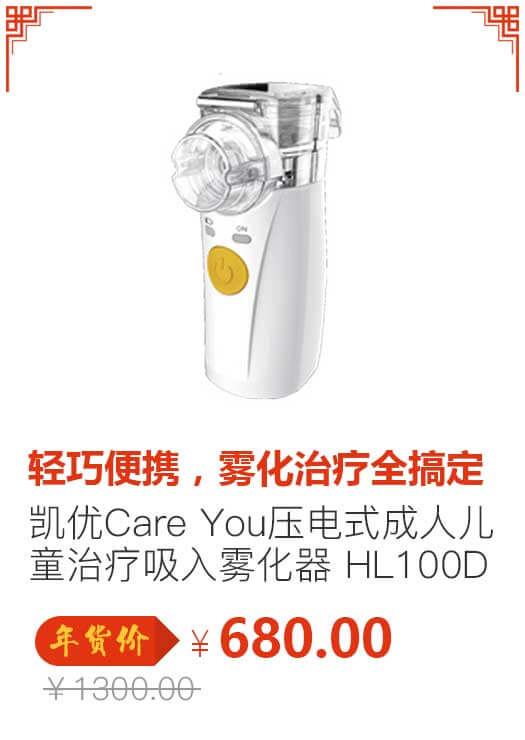 ON
轻巧便携，雾化治疗全搞定
凯优Care You压电式成人儿
童治疗吸入雾化器 HL100D
年货价 ￥680.00
￥1300.00